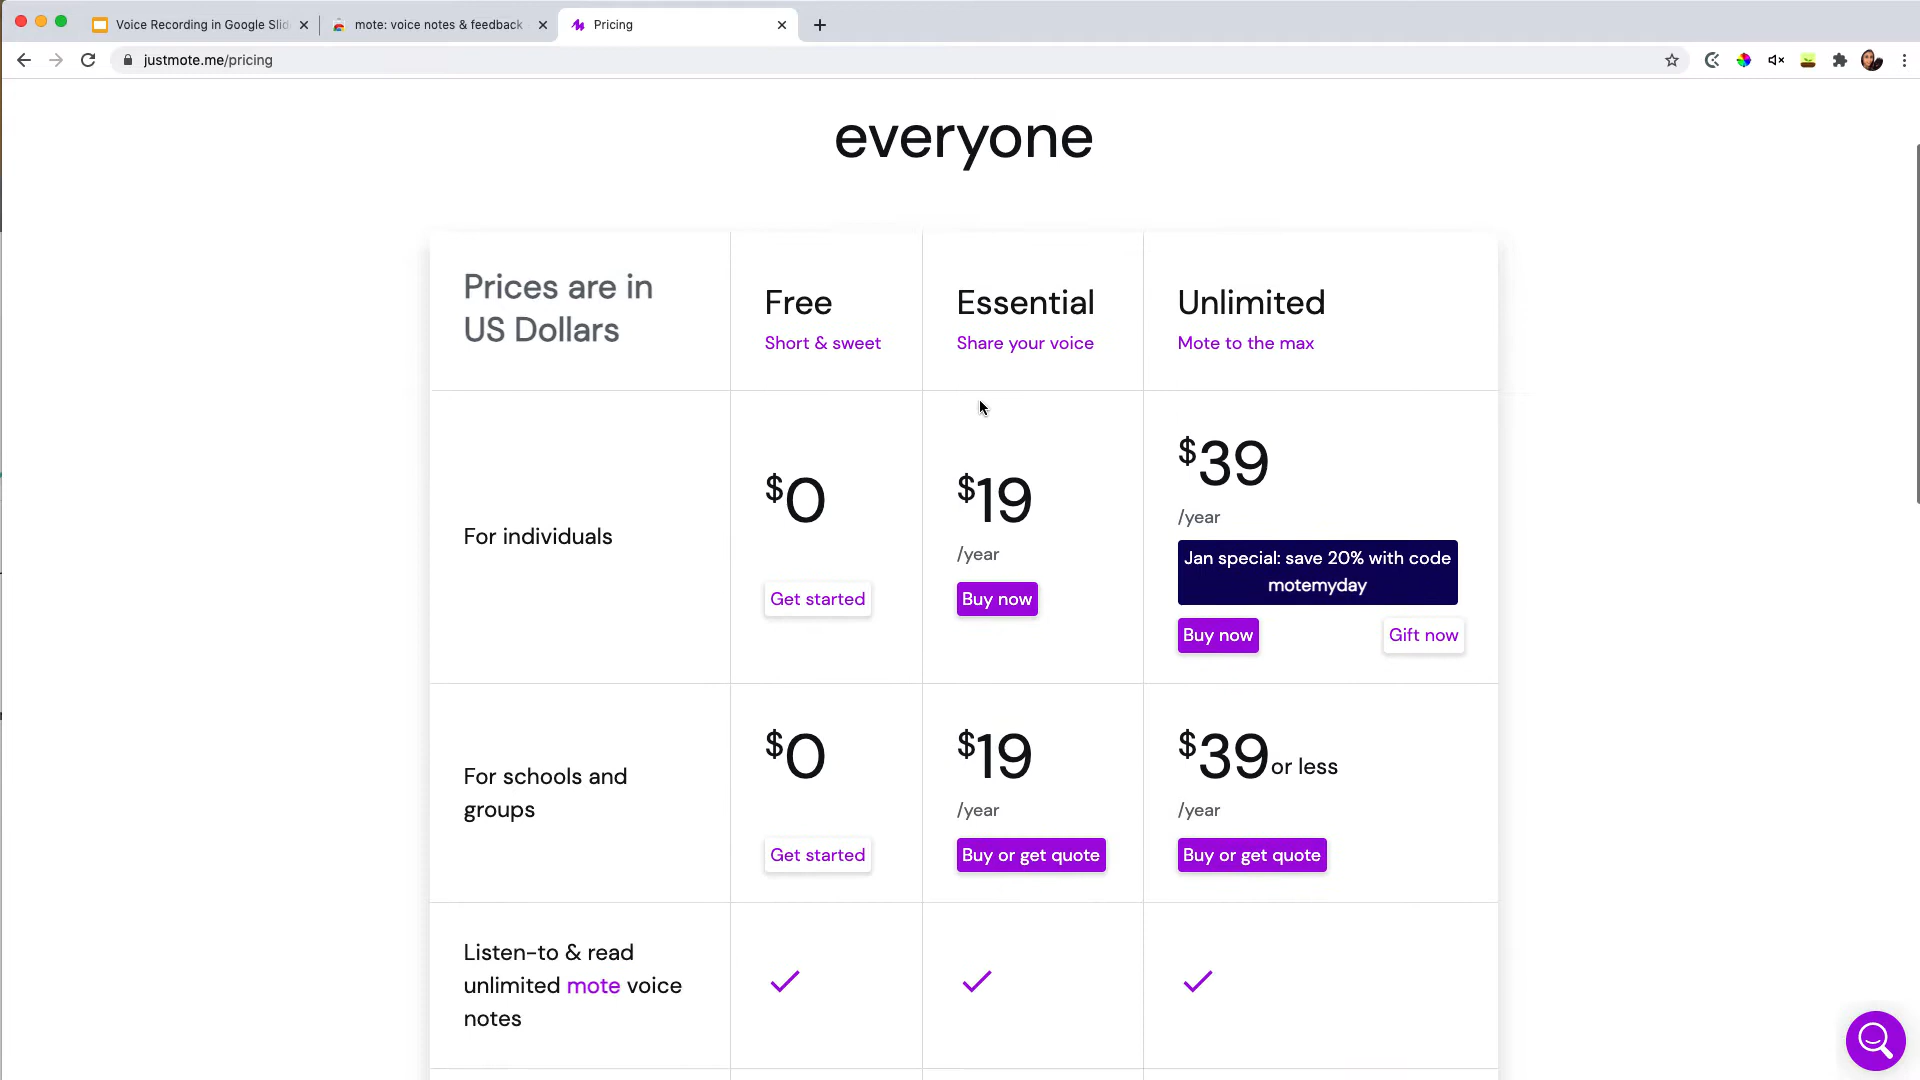 Voice Recording in Google Slid
mote: voice notes & feedback
Pricing
justmote.me/pricing
everyone
Prices are in
US Dollars
Free
Short & sweet
Essential
Share your voice
Unlimited
Mote to the max
For individuals
$0
Get started
$19
/year
Buy now
$39
/year
Jan special: save 20% with code
motemyday
Buy now
Gift now
For schools and
groups
$0
Get started
$19
/year
Buy or get quote
$39 or less
/year
Buy or get quote
Listen-to & read
unlimited mote voice
notes